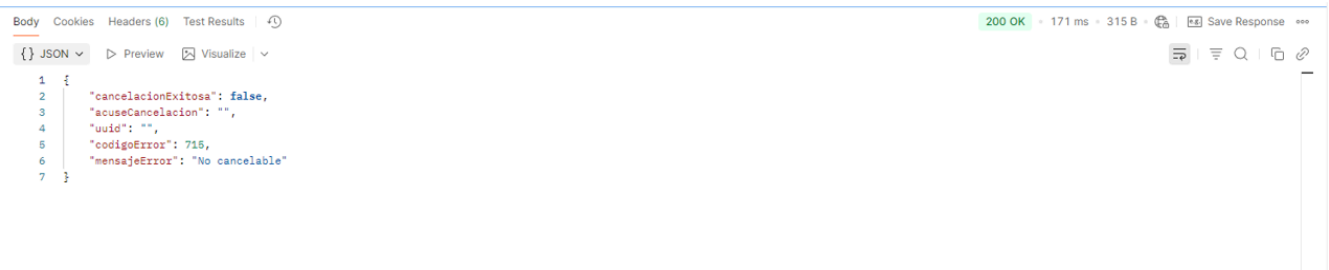 Body Cookies Headers (6) Test Results
200 OK • 171 ms • 315 B • e.g. Save Response
{} JSON Preview Visualize
1 {
2 "cancelacionExitosa": false,
3 "acuseCancelacion": "",
4 "uuid": "",
5 "codigoError": 715,
6 "mensajeError": "No cancelable"
7 }